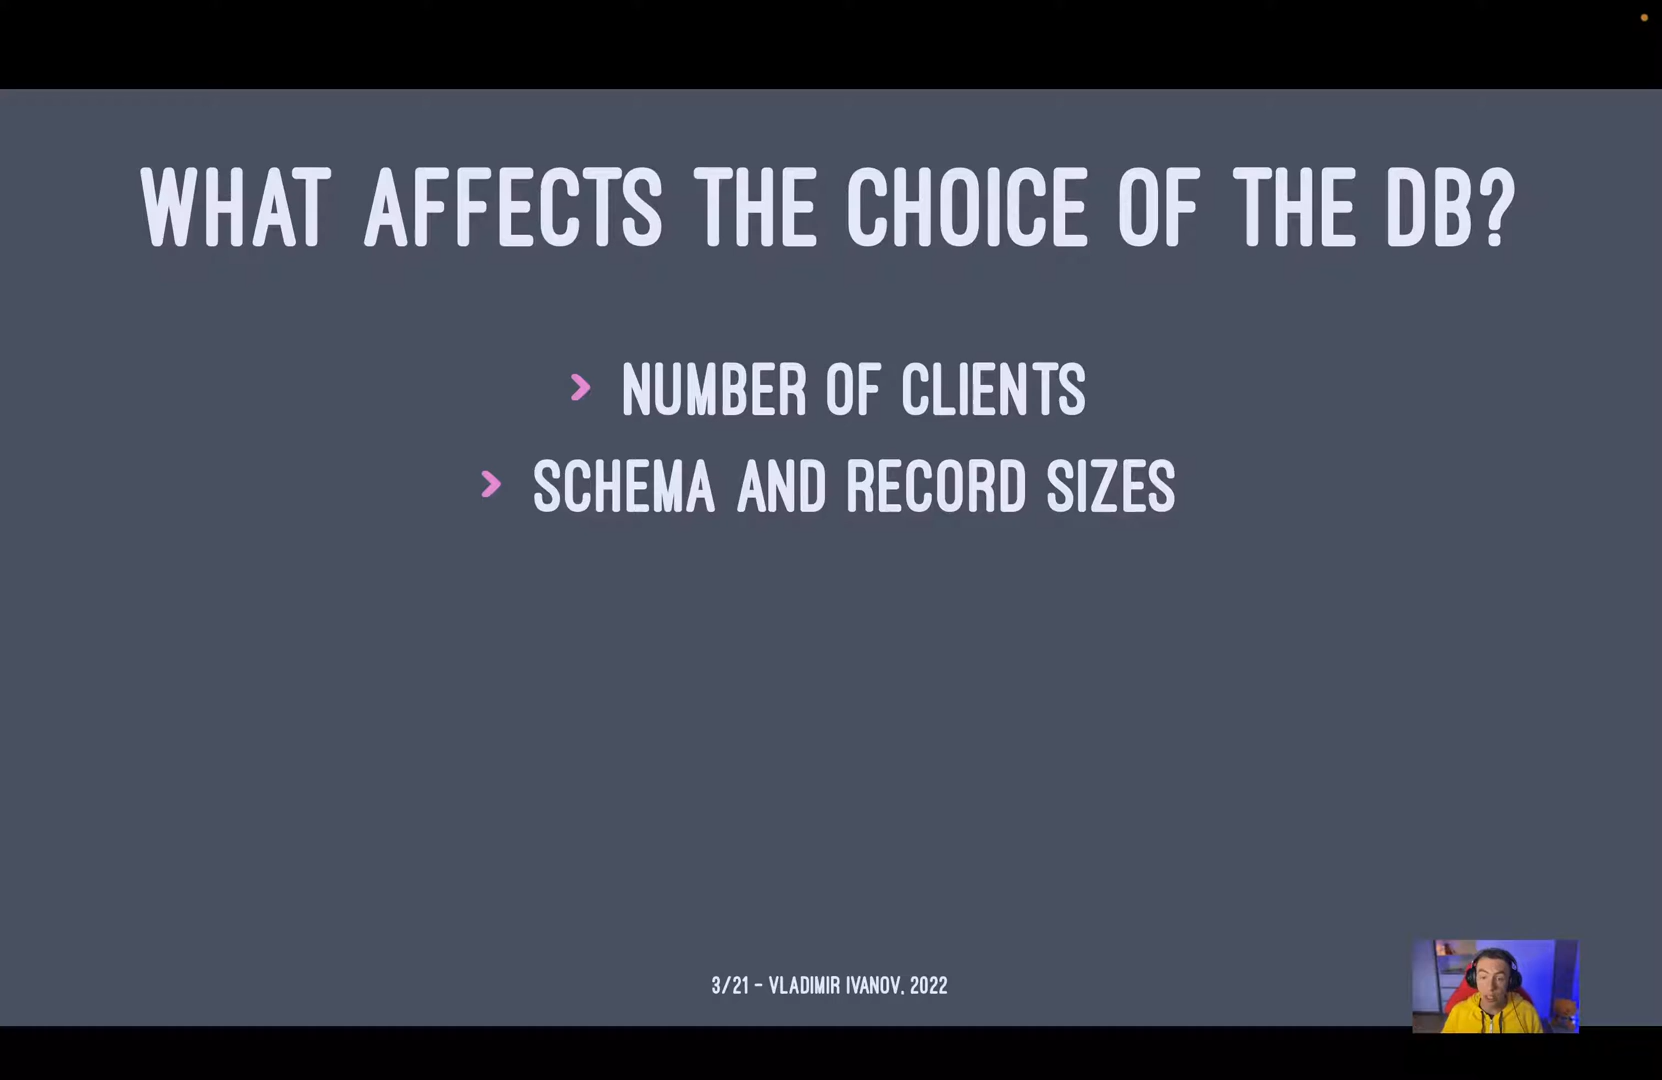 WHAT AFFECTS THE CHOICE OF THE DB?
> NUMBER OF CLIENTS
> SCHEMA AND RECORD SIZES
3/21 - VLADIMIR IVANOV, 2022